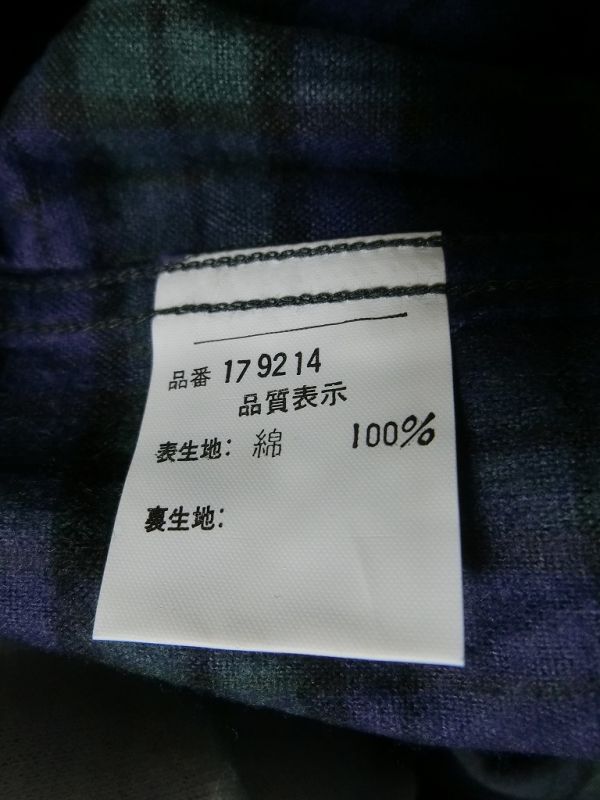 品番 179214
品質表示
表生地: 綿 100%
裏生地: